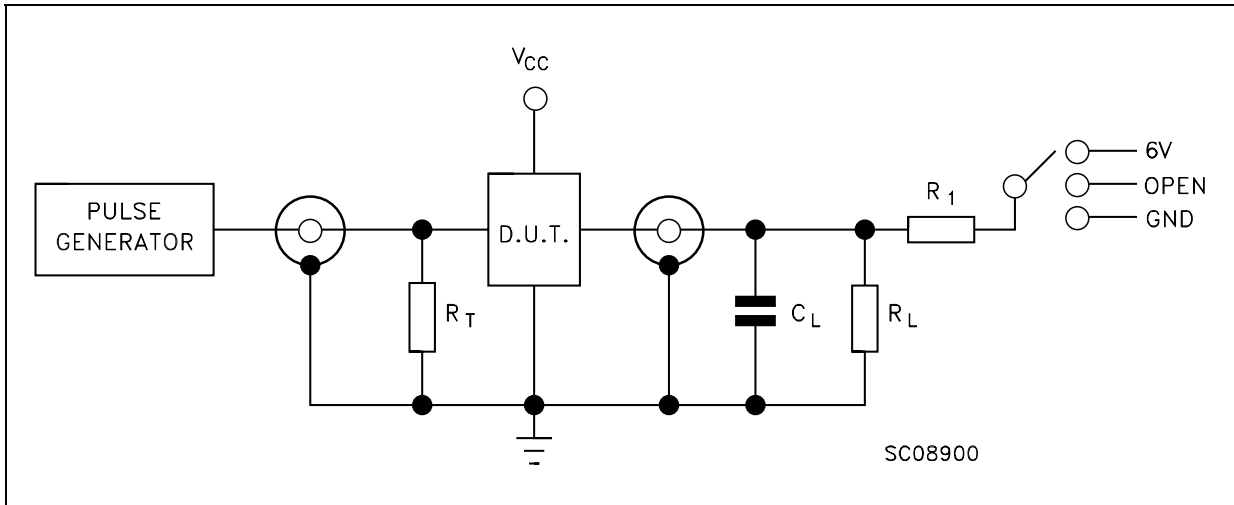 VCC
PULSE
GENERATOR
RT
D.U.T.
CL
RL
R1
6V
OPEN
GND
SC08900